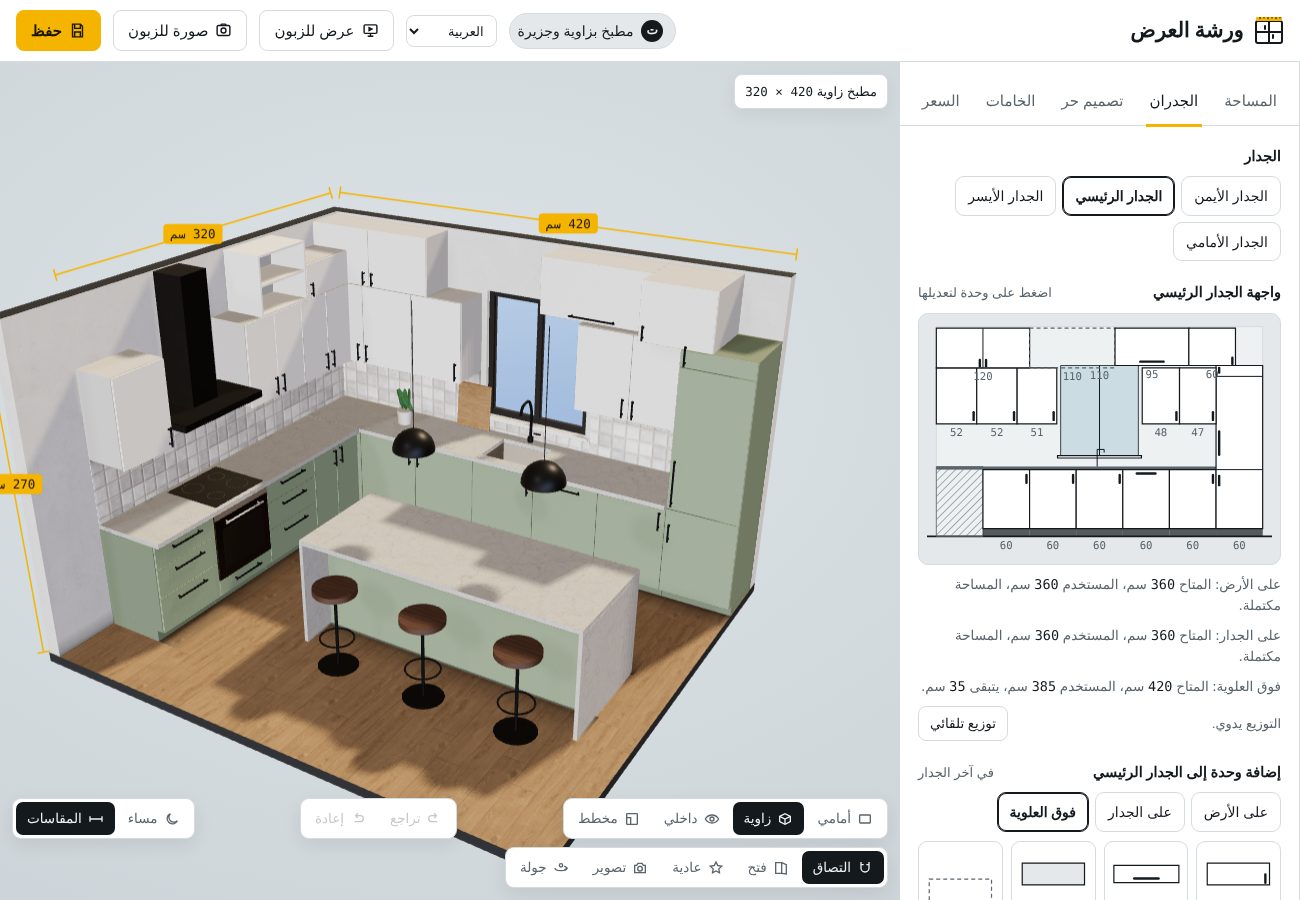 ورشة العرض
ت مطبخ بزاوية وجزيرة
العربية
عرض للزبون
صورة للزبون
حفظ
المساحة
الجدران
تصميم حر
الخامات
السعر
الجدار
الجدار الأيمن
الجدار الرئيسي
الجدار الأيسر
الجدار الأمامي
واجهة الجدار الرئيسي
اضغط على وحدة لتعديلها
120 110 110 95 60
52 52 51 48 47
60 60 60 60 60 60
على الأرض: المتاح 360 سم، المستخدم 360 سم، المساحة
مكتملة.
على الجدار: المتاح 360 سم، المستخدم 360 سم، المساحة
مكتملة.
فوق العلوية: المتاح 420 سم، المستخدم 385 سم، يتبقى 35 سم.
التوزيع يدوي.
توزيع تلقائي
إضافة وحدة إلى الجدار الرئيسي
في آخر الجدار
على الأرض
على الجدار
فوق العلوية
مطبخ زاوية 420 × 320
420 سم
320 سم
270
أمامي
زاوية
داخلي
مخطط
تراجع
إعادة
مساء
المقاسات
التصاق
فتح
عادية
تصوير
جولة